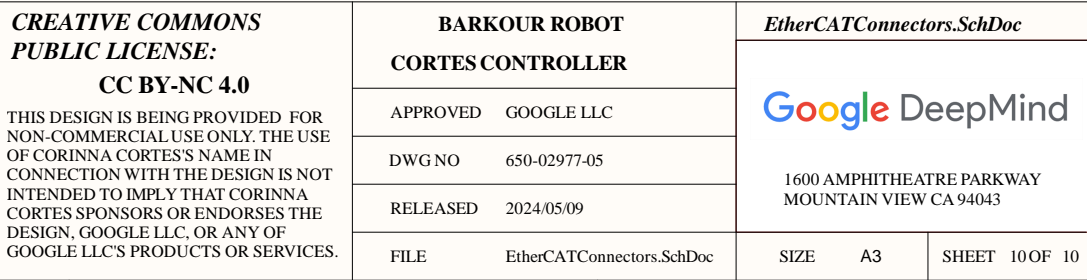 CREATIVE COMMONS
PUBLIC LICENSE:
CC BY-NC 4.0
THIS DESIGN IS BEING PROVIDED FOR
NON-COMMERCIAL USE ONLY. THE USE
OF CORINNA CORTES'S NAME IN
CONNECTION WITH THE DESIGN IS NOT
INTENDED TO IMPLY THAT CORINNA
CORTES SPONSORS OR ENDORSES THE
DESIGN, GOOGLE LLC, OR ANY OF
GOOGLE LLC'S PRODUCTS OR SERVICES.
BARKOUR ROBOT
CORTES CONTROLLER
APPROVED GOOGLE LLC
DWG NO 650-02977-05
RELEASED 2024/05/09
FILE EtherCATConnectors.SchDoc
EtherCATConnectors.SchDoc
Google DeepMind
1600 AMPHITHEATRE PARKWAY
MOUNTAIN VIEW CA 94043
SIZE A3 SHEET 10 OF 10